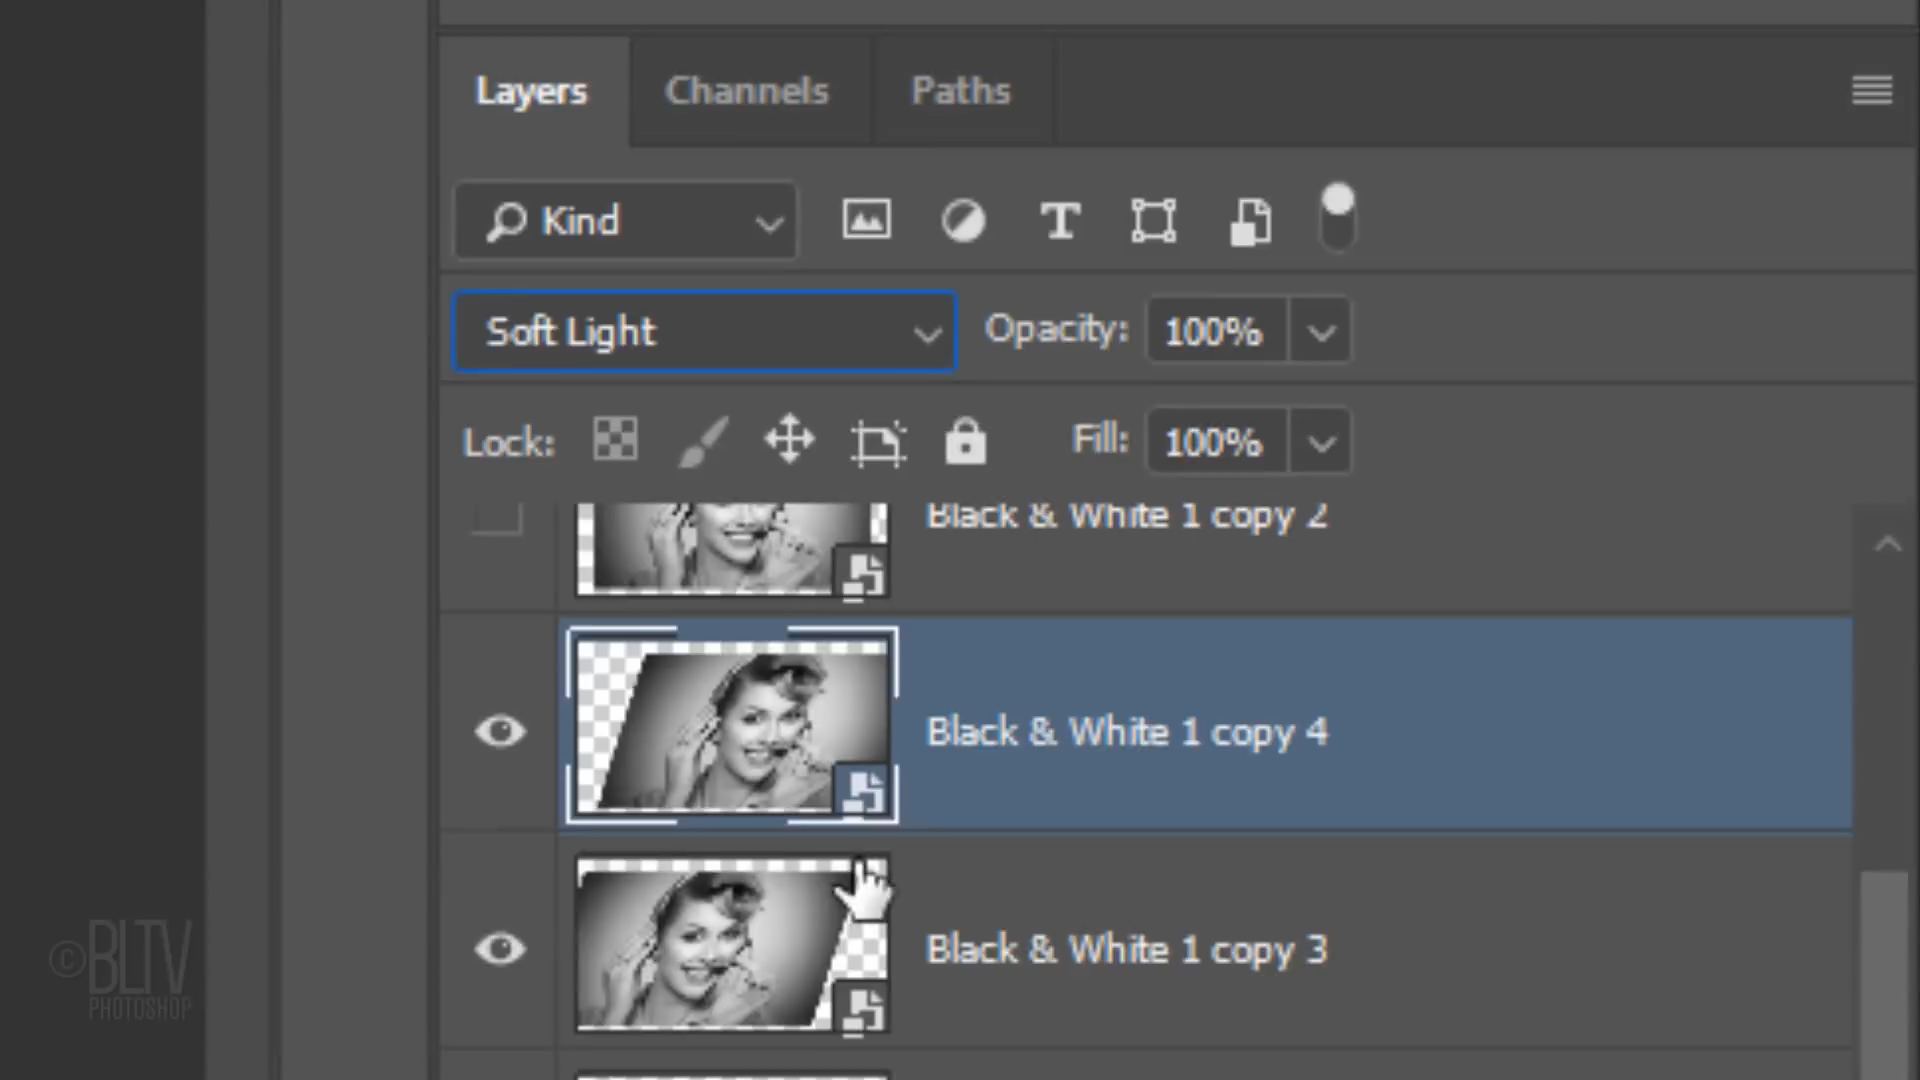 Layers Channels Paths
Kind
Soft Light Opacity: 100%
Lock: Fill: 100%
Black & White 1 copy 2
Black & White 1 copy 4
Black & White 1 copy 3
© BLTV
PHOTOSHOP